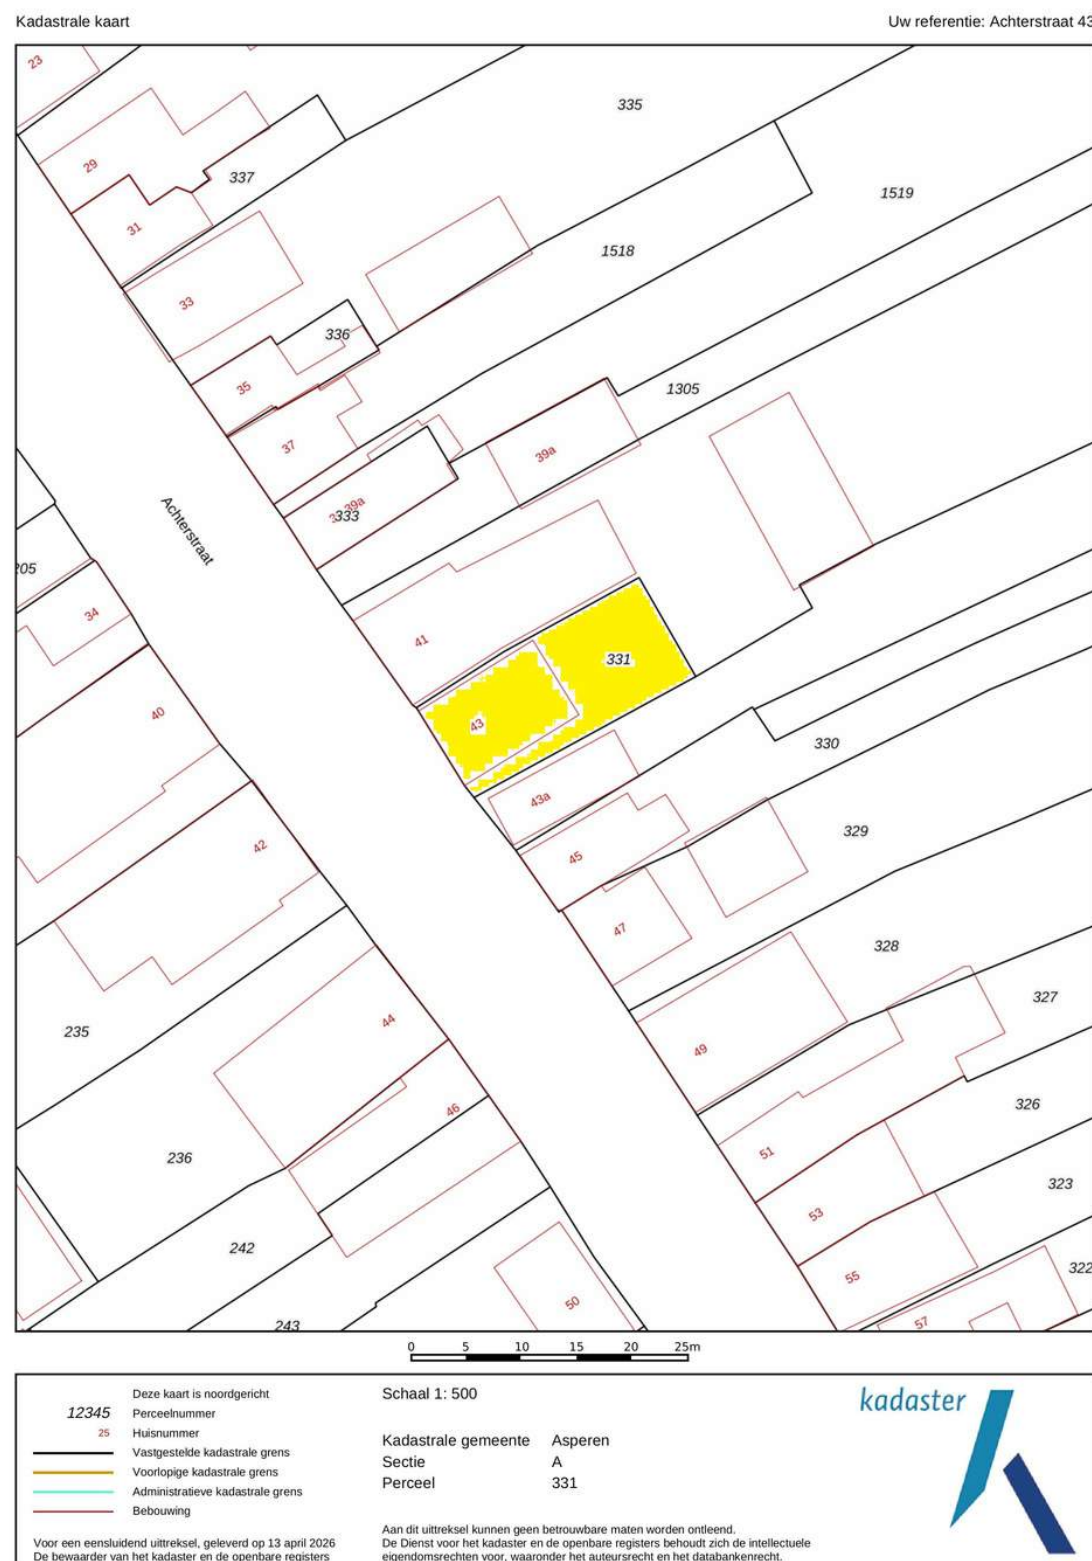 Kadastrale kaart
Uw referentie: Achterstraat 43
23
335
29
337
1519
31
1518
33
336
35
1305
37
39a
39a
333
Achterstraat
205
34
41
331
43
40
330
43a
329
42
45
47
328
327
235
44
49
326
46
51
236
323
53
242
322
55
50
57
243
0 5 10 15 20 25m
Deze kaart is noordgericht
12345 Perceelnummer
25 Huisnummer
Vastgestelde kadastrale grens
Voorlopige kadastrale grens
Administratieve kadastrale grens
Bebouwing
Voor een eensluidend uittreksel, geleverd op 13 april 2026
De bewaarder van het kadaster en de openbare registers
Schaal 1: 500
Kadastrale gemeente Asperen
Sectie A
Perceel 331
Aan dit uittreksel kunnen geen betrouwbare maten worden ontleend.
De Dienst voor het kadaster en de openbare registers behoudt zich de intellectuele
eigendomsrechten voor, waaronder het auteursrecht en het databankenrecht.
kadaster